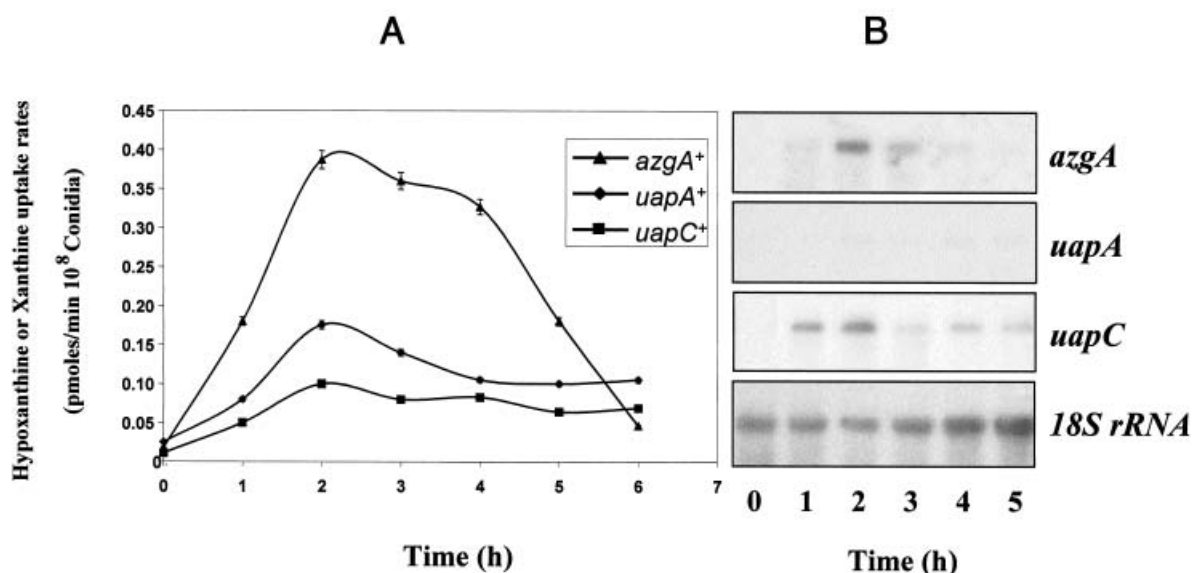 A
B
Hypoxanthine or Xanthine uptake rates
(pmoles/min 10⁸ Conidia)
0.45
0.40
0.35
0.30
0.25
0.20
0.15
0.10
0.05
0
0 1 2 3 4 5 6 7
Time (h)
azgA⁺
uapA⁺
uapC⁺
azgA
uapA
uapC
18S rRNA
0 1 2 3 4 5
Time (h)